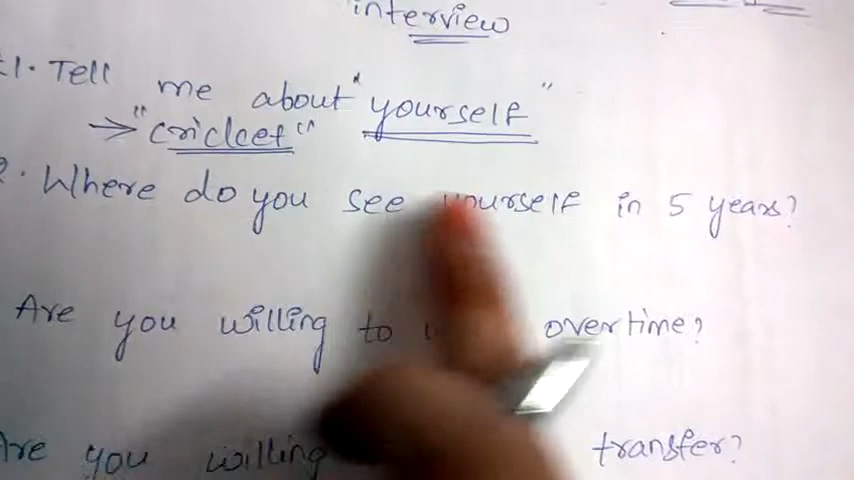 interview
1. Tell me about "yourself"
→ "cricket"
. Where do you see yourself in 5 years?
Are you willing to overtime?
Are you willing transfer?